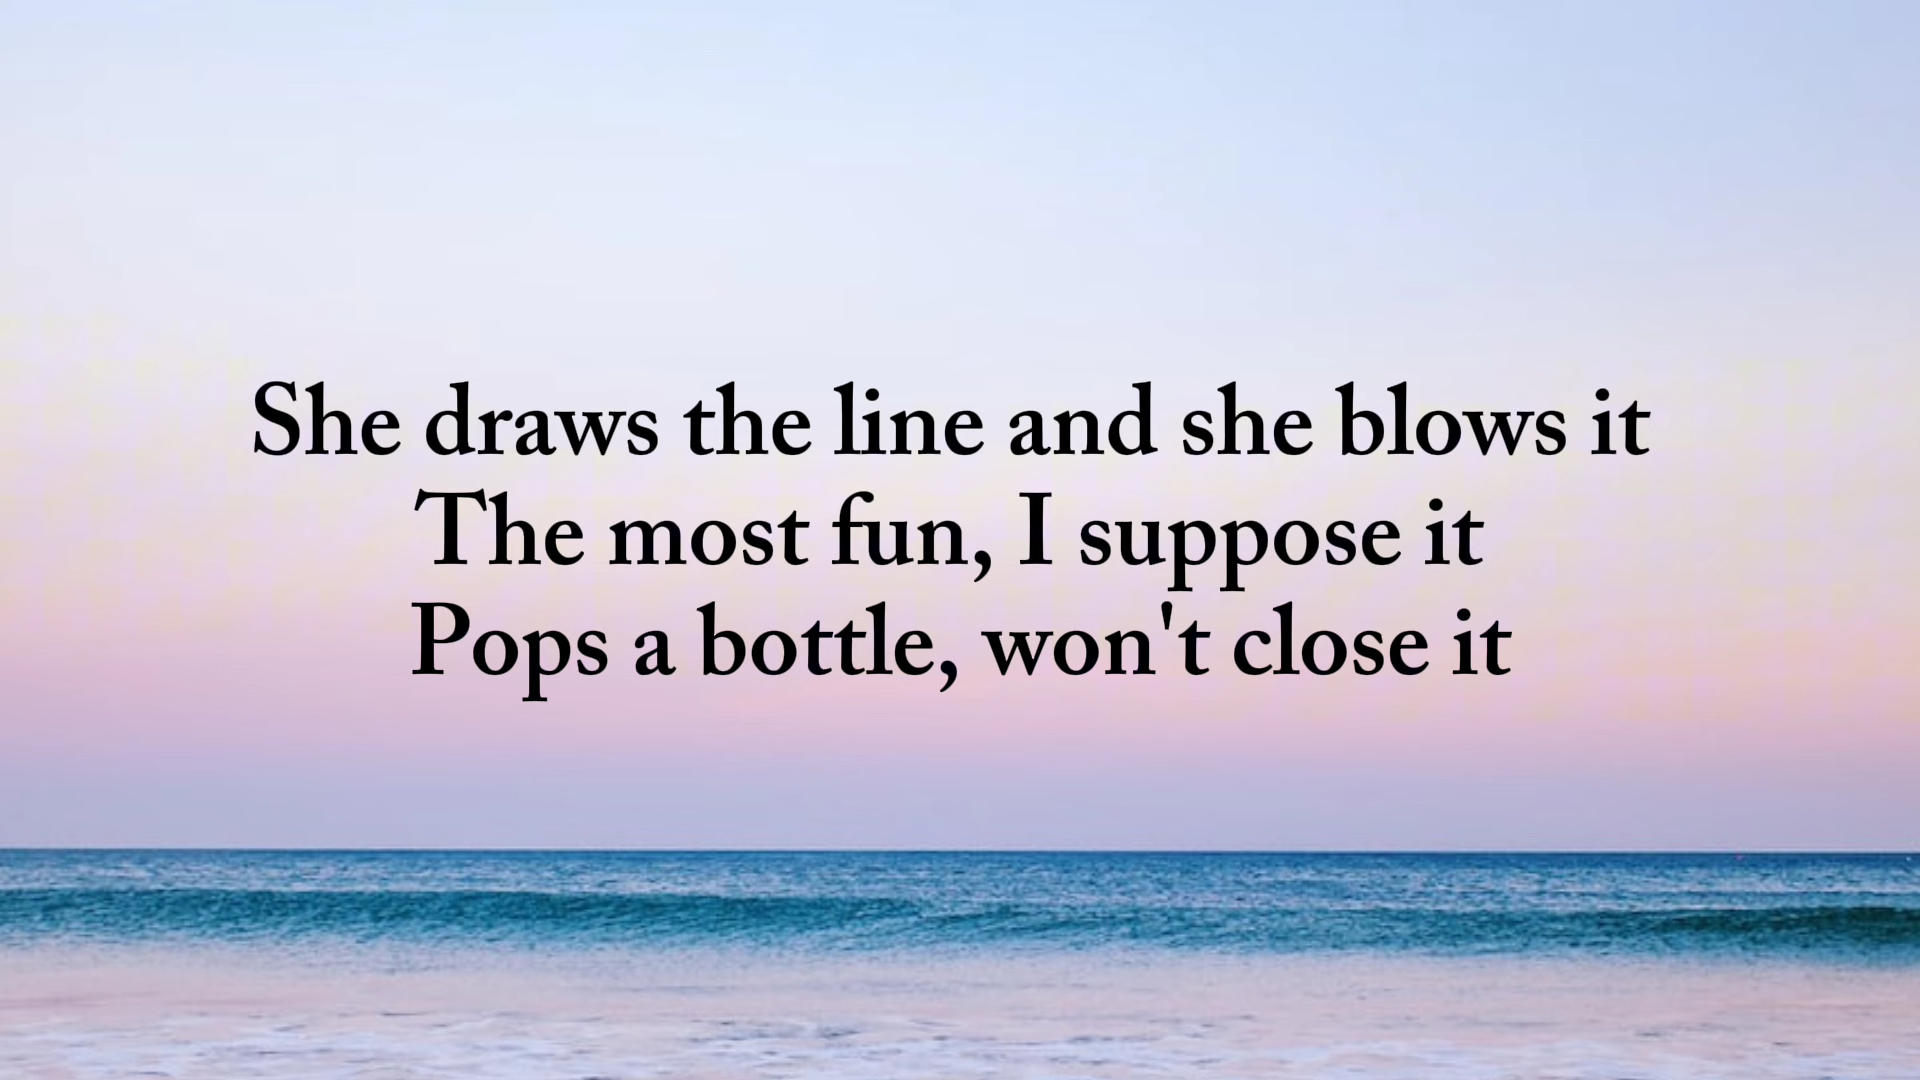 She draws the line and she blows it
The most fun, I suppose it
Pops a bottle, won't close it